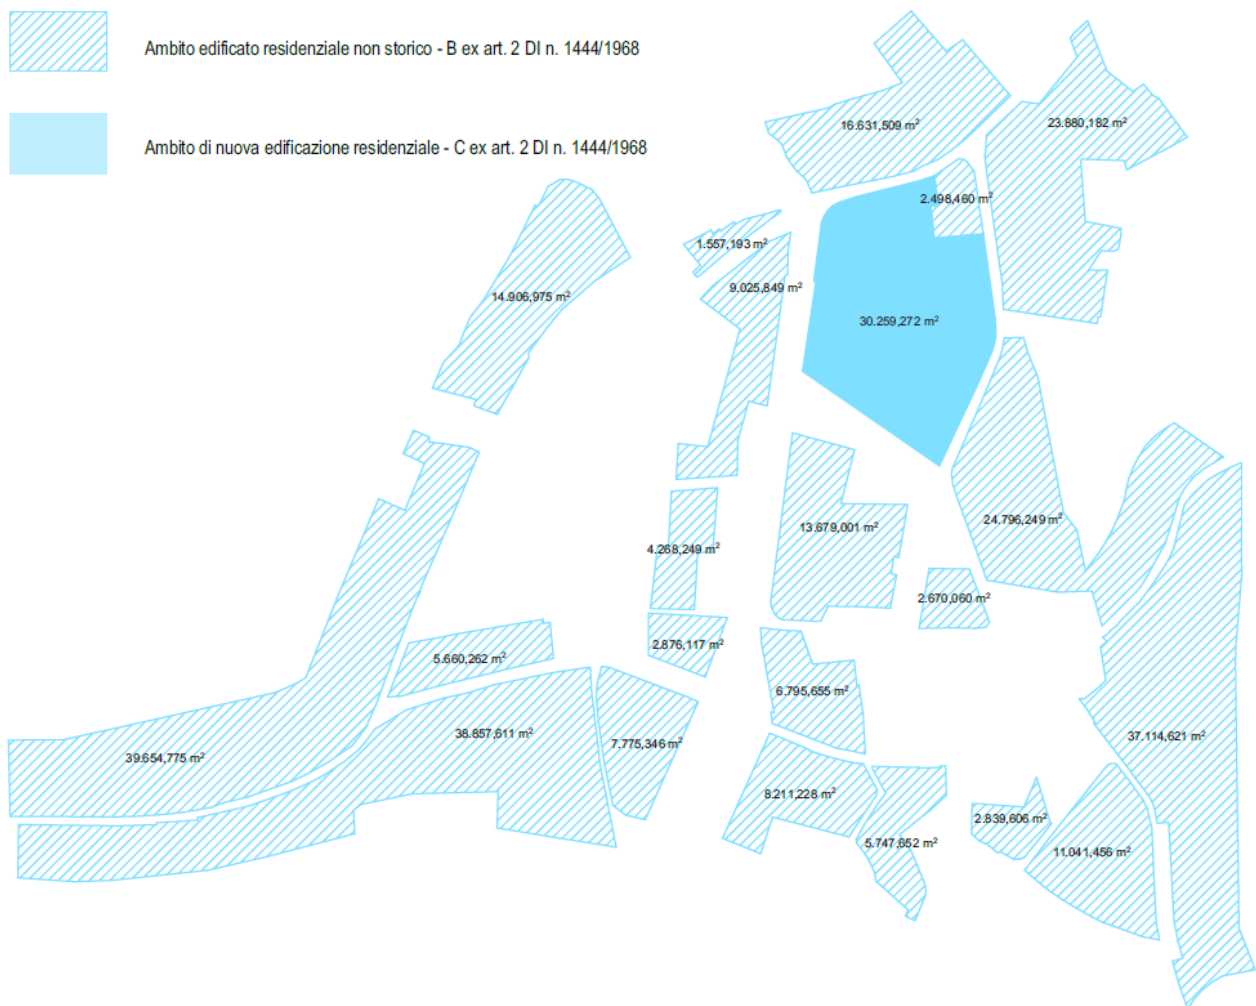 Ambito edificato residenziale non storico - B ex art. 2 DI n. 1444/1968
Ambito di nuova edificazione residenziale - C ex art. 2 DI n. 1444/1968
16.631,509 m²
23.880,182 m²
2.498,460 m²
1.557,193 m²
9.025,849 m²
14.906,975 m²
30.259,272 m²
13.679,001 m²
24.796,249 m²
4.268,249 m²
2.670,060 m²
2.876,117 m²
5.660,262 m²
6.795,655 m²
38.857,611 m²
7.775,346 m²
37.114,621 m²
39.654,775 m²
8.211,228 m²
2.839,606 m²
5.747,652 m²
11.041,456 m²